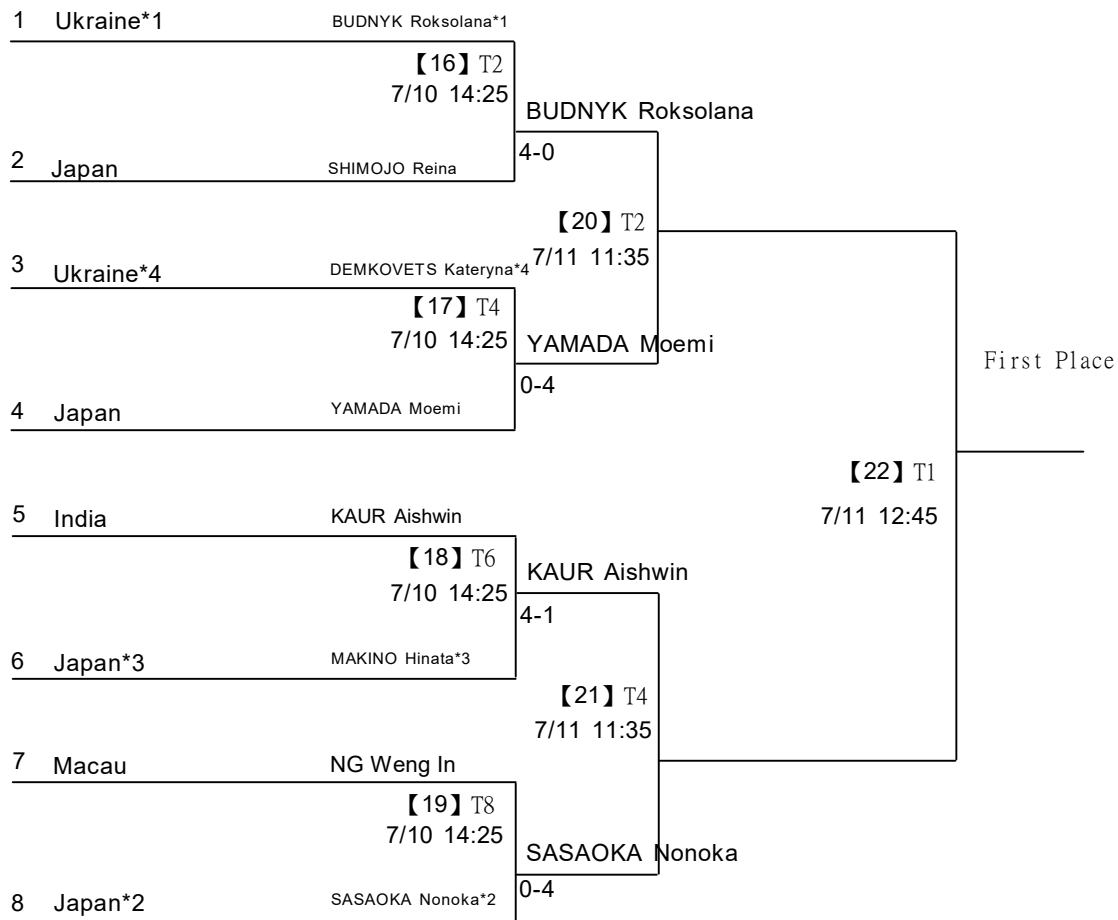 1 Ukraine*1 BUDNYK Roksolana*1
【16】 T2
7/10 14:25
BUDNYK Roksolana
4-0
2 Japan SHIMOJO Reina
【20】 T2
7/11 11:35
3 Ukraine*4 DEMKOVETS Kateryna*4
【17】 T4
7/10 14:25
YAMADA Moemi
0-4
First Place
4 Japan YAMADA Moemi
【22】 T1
7/11 12:45
5 India KAUR Aishwin
【18】 T6
7/10 14:25
KAUR Aishwin
4-1
6 Japan*3 MAKINO Hinata*3
【21】 T4
7/11 11:35
7 Macau NG Weng In
【19】 T8
7/10 14:25
SASAOKA Nonoka
0-4
8 Japan*2 SASAOKA Nonoka*2